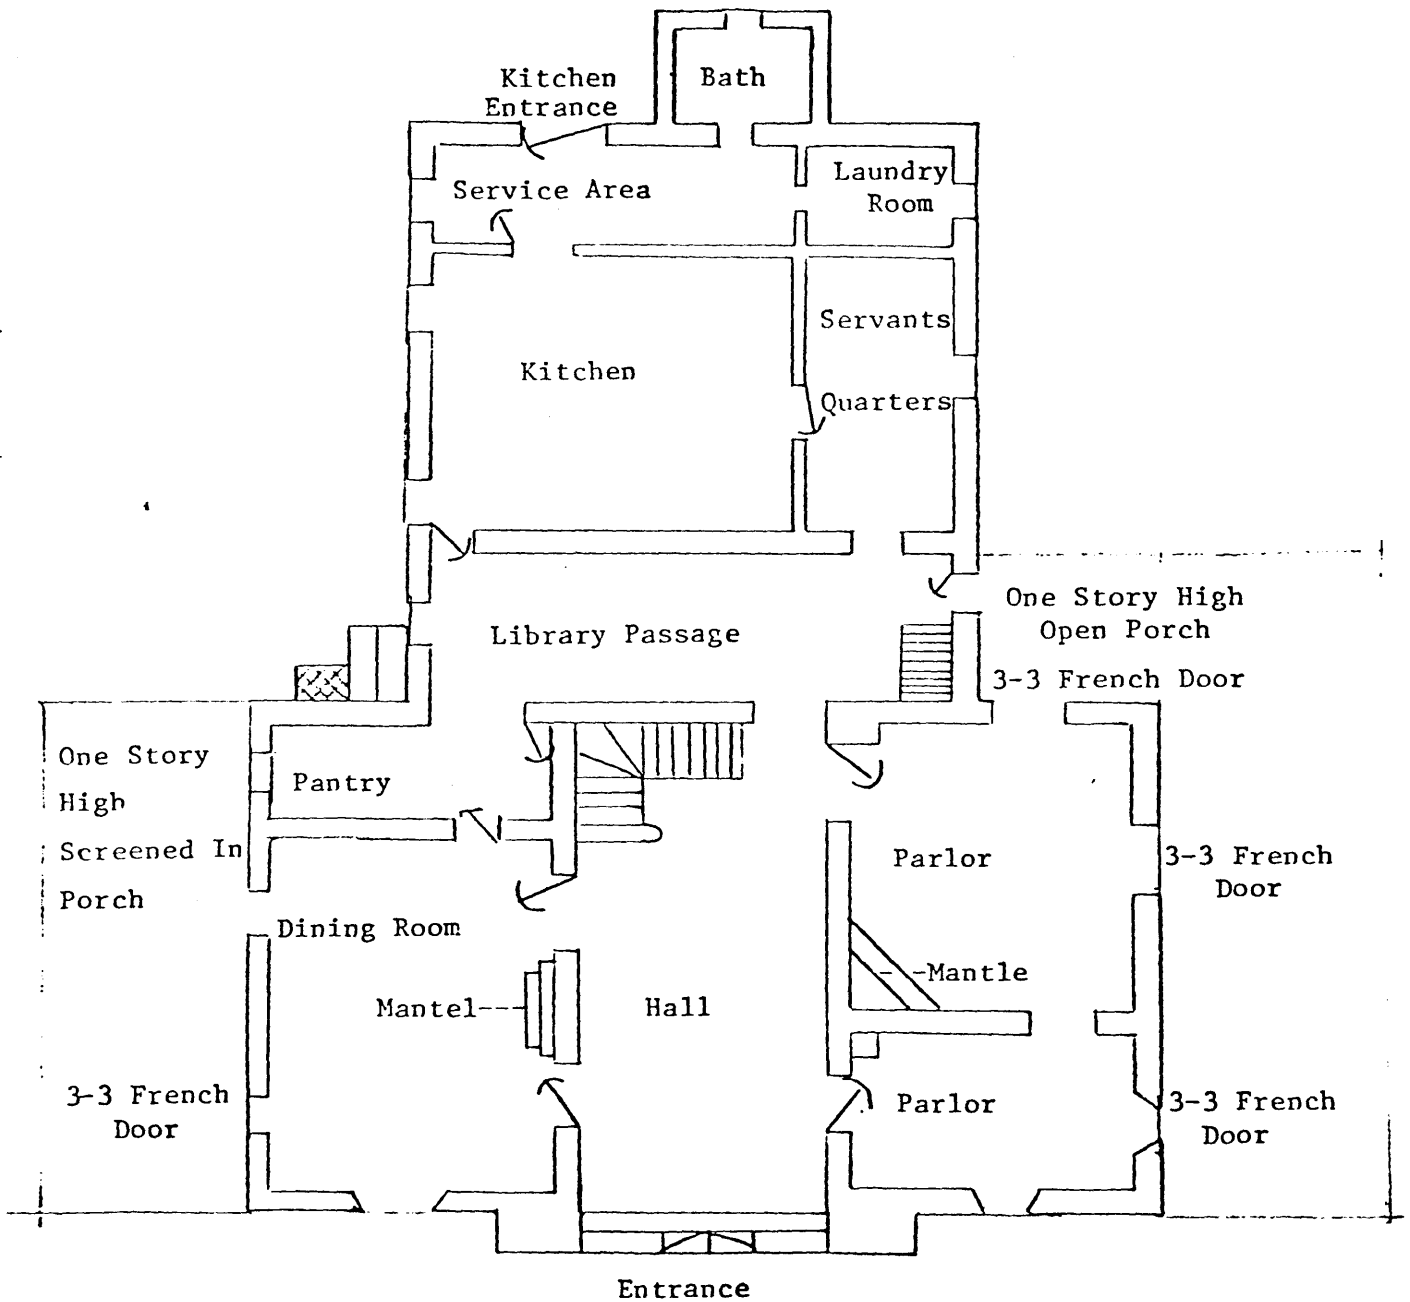 Kitchen
Entrance
Bath
Service Area
Laundry
Room
Servants
Quarters
Kitchen
Library Passage
One Story High
Open Porch
3-3 French Door
One Story
High
Screened In
Porch
Pantry
Parlor
3-3 French
Door
Dining Room
Mantle
Mantel
Hall
3-3 French
Door
Parlor
3-3 French
Door
Entrance